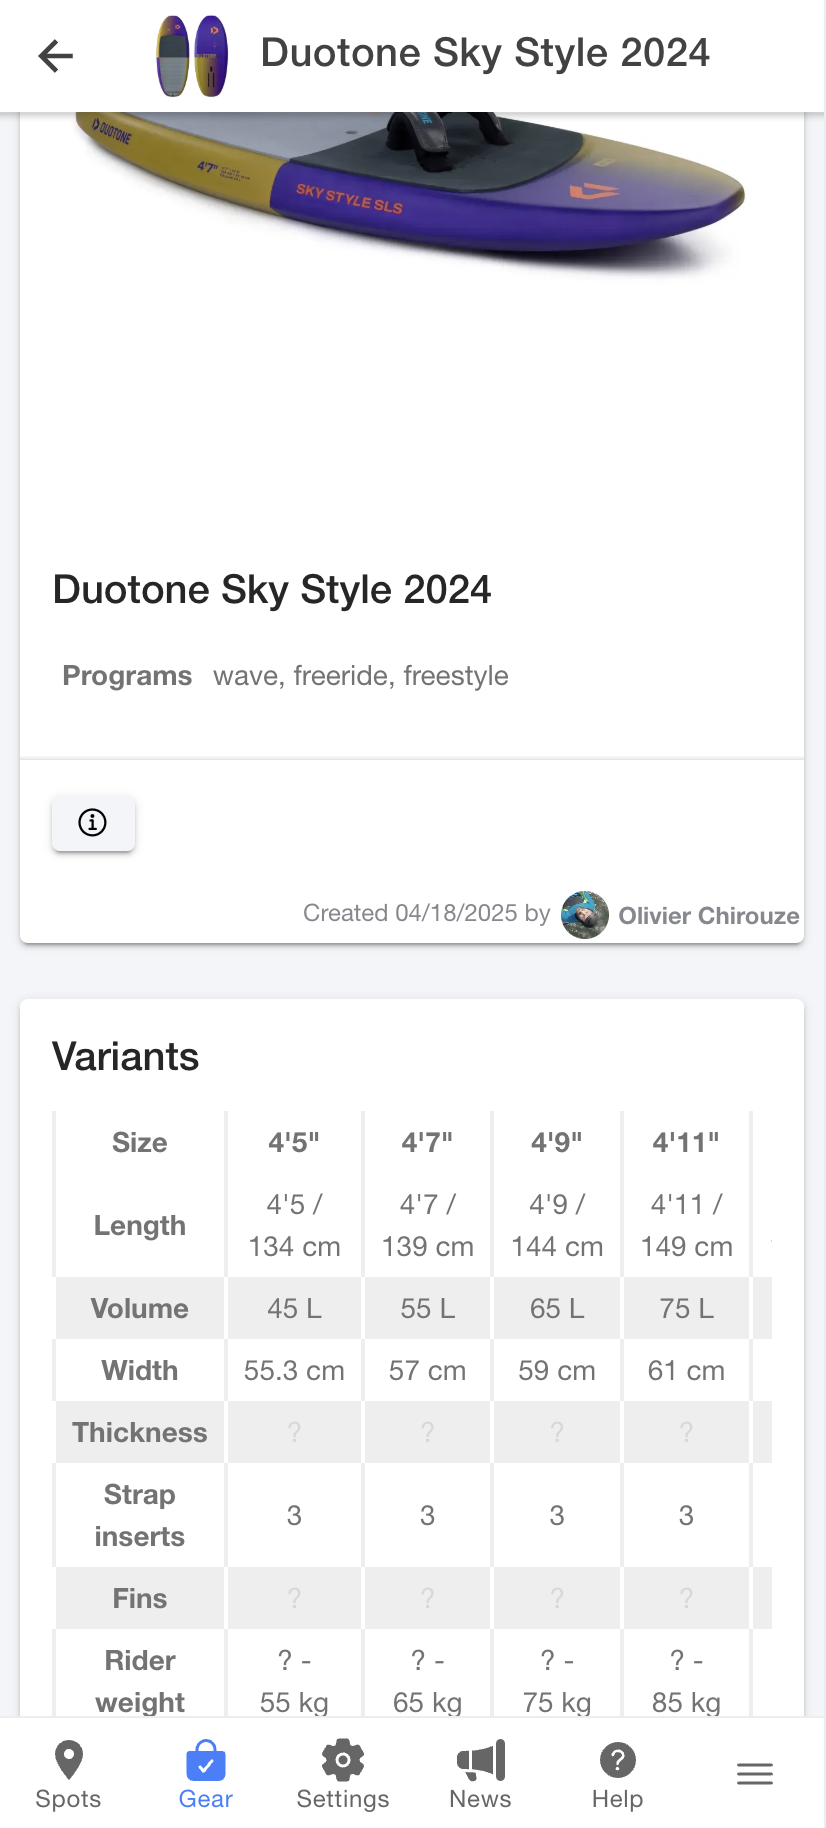 Duotone Sky Style 2024
DUOTONE
4'7"
SKY STYLE SLS
Duotone Sky Style 2024
Programs wave, freeride, freestyle
Created 04/18/2025 by Olivier Chirouze
Variants
Size 4'5" 4'7" 4'9" 4'11"
Length 4'5 / 134 cm 4'7 / 139 cm 4'9 / 144 cm 4'11 / 149 cm
Volume 45 L 55 L 65 L 75 L
Width 55.3 cm 57 cm 59 cm 61 cm
Thickness ? ? ? ?
Strap inserts 3 3 3 3
Fins ? ? ? ?
Rider weight ? - 55 kg ? - 65 kg ? - 75 kg ? - 85 kg
Spots Gear Settings News Help